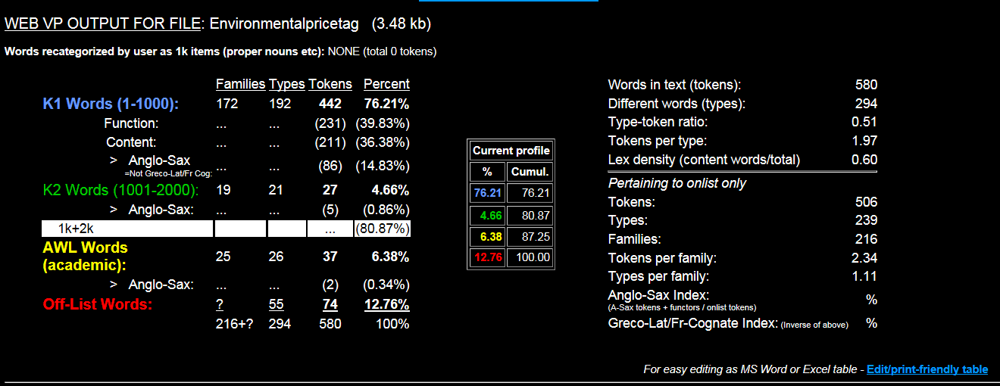 WEB VP OUTPUT FOR FILE: Environmentalpricetag (3.48 kb)
Words recategorized by user as 1k items (proper nouns etc): NONE (total 0 tokens)
Families Types Tokens Percent
K1 Words (1-1000): 172 192 442 76.21%
Function: ... ... (231) (39.83%)
Content: ... ... (211) (36.38%)
> Anglo-Sax
=Not Greco-Lat/Fr Cog: ... ... (86) (14.83%)
K2 Words (1001-2000): 19 21 27 4.66%
> Anglo-Sax: ... ... (5) (0.86%)
1k+2k ... (80.87%)
AWL Words
(academic): 25 26 37 6.38%
> Anglo-Sax: ... ... (2) (0.34%)
Off-List Words: ? 55 74 12.76%
216+? 294 580 100%
Current profile
% Cumul.
76.21 76.21
4.66 80.87
6.38 87.25
12.76 100.00
Words in text (tokens): 580
Different words (types): 294
Type-token ratio: 0.51
Tokens per type: 1.97
Lex density (content words/total) 0.60
Pertaining to onlist only
Tokens: 506
Types: 239
Families: 216
Tokens per family: 2.34
Types per family: 1.11
Anglo-Sax Index: %
(A-Sax tokens + functors / onlist tokens)
Greco-Lat/Fr-Cognate Index: (Inverse of above) %
For easy editing as MS Word or Excel table - Edit/print-friendly table